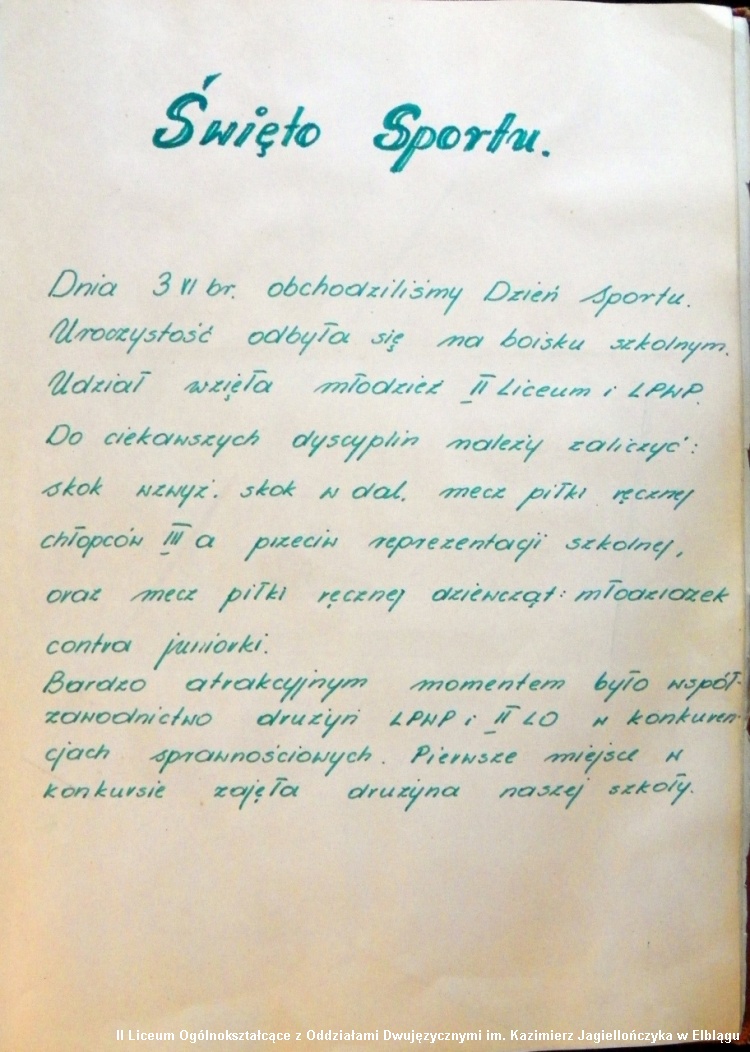 Święto Sportu.
Dnia 3 VI br. obchodziliśmy Dzień sportu.
Uroczystość odbyła się na boisku szkolnym.
Udział wzięła młodzież II Liceum i LPWP.
Do ciekawszych dyscyplin należy zaliczyć:
skok wzwyż. skok w dal. mecz piłki ręcznej
chłopców III a przeciw reprezentacji szkolnej,
oraz mecz piłki ręcznej dziewcząt: młodziczek
contra juniorki.
Bardzo atrakcyjnym momentem było współ-
zawodnictwo drużyn LPWP i II LO w konkuren-
cjach sprawnościowych. Pierwsze miejsce w
konkursie zajęła drużyna naszej szkoły.
II Liceum Ogólnokształcące z Oddziałami Dwujęzycznymi im. Kazimierz Jagiellończyka w Elblągu